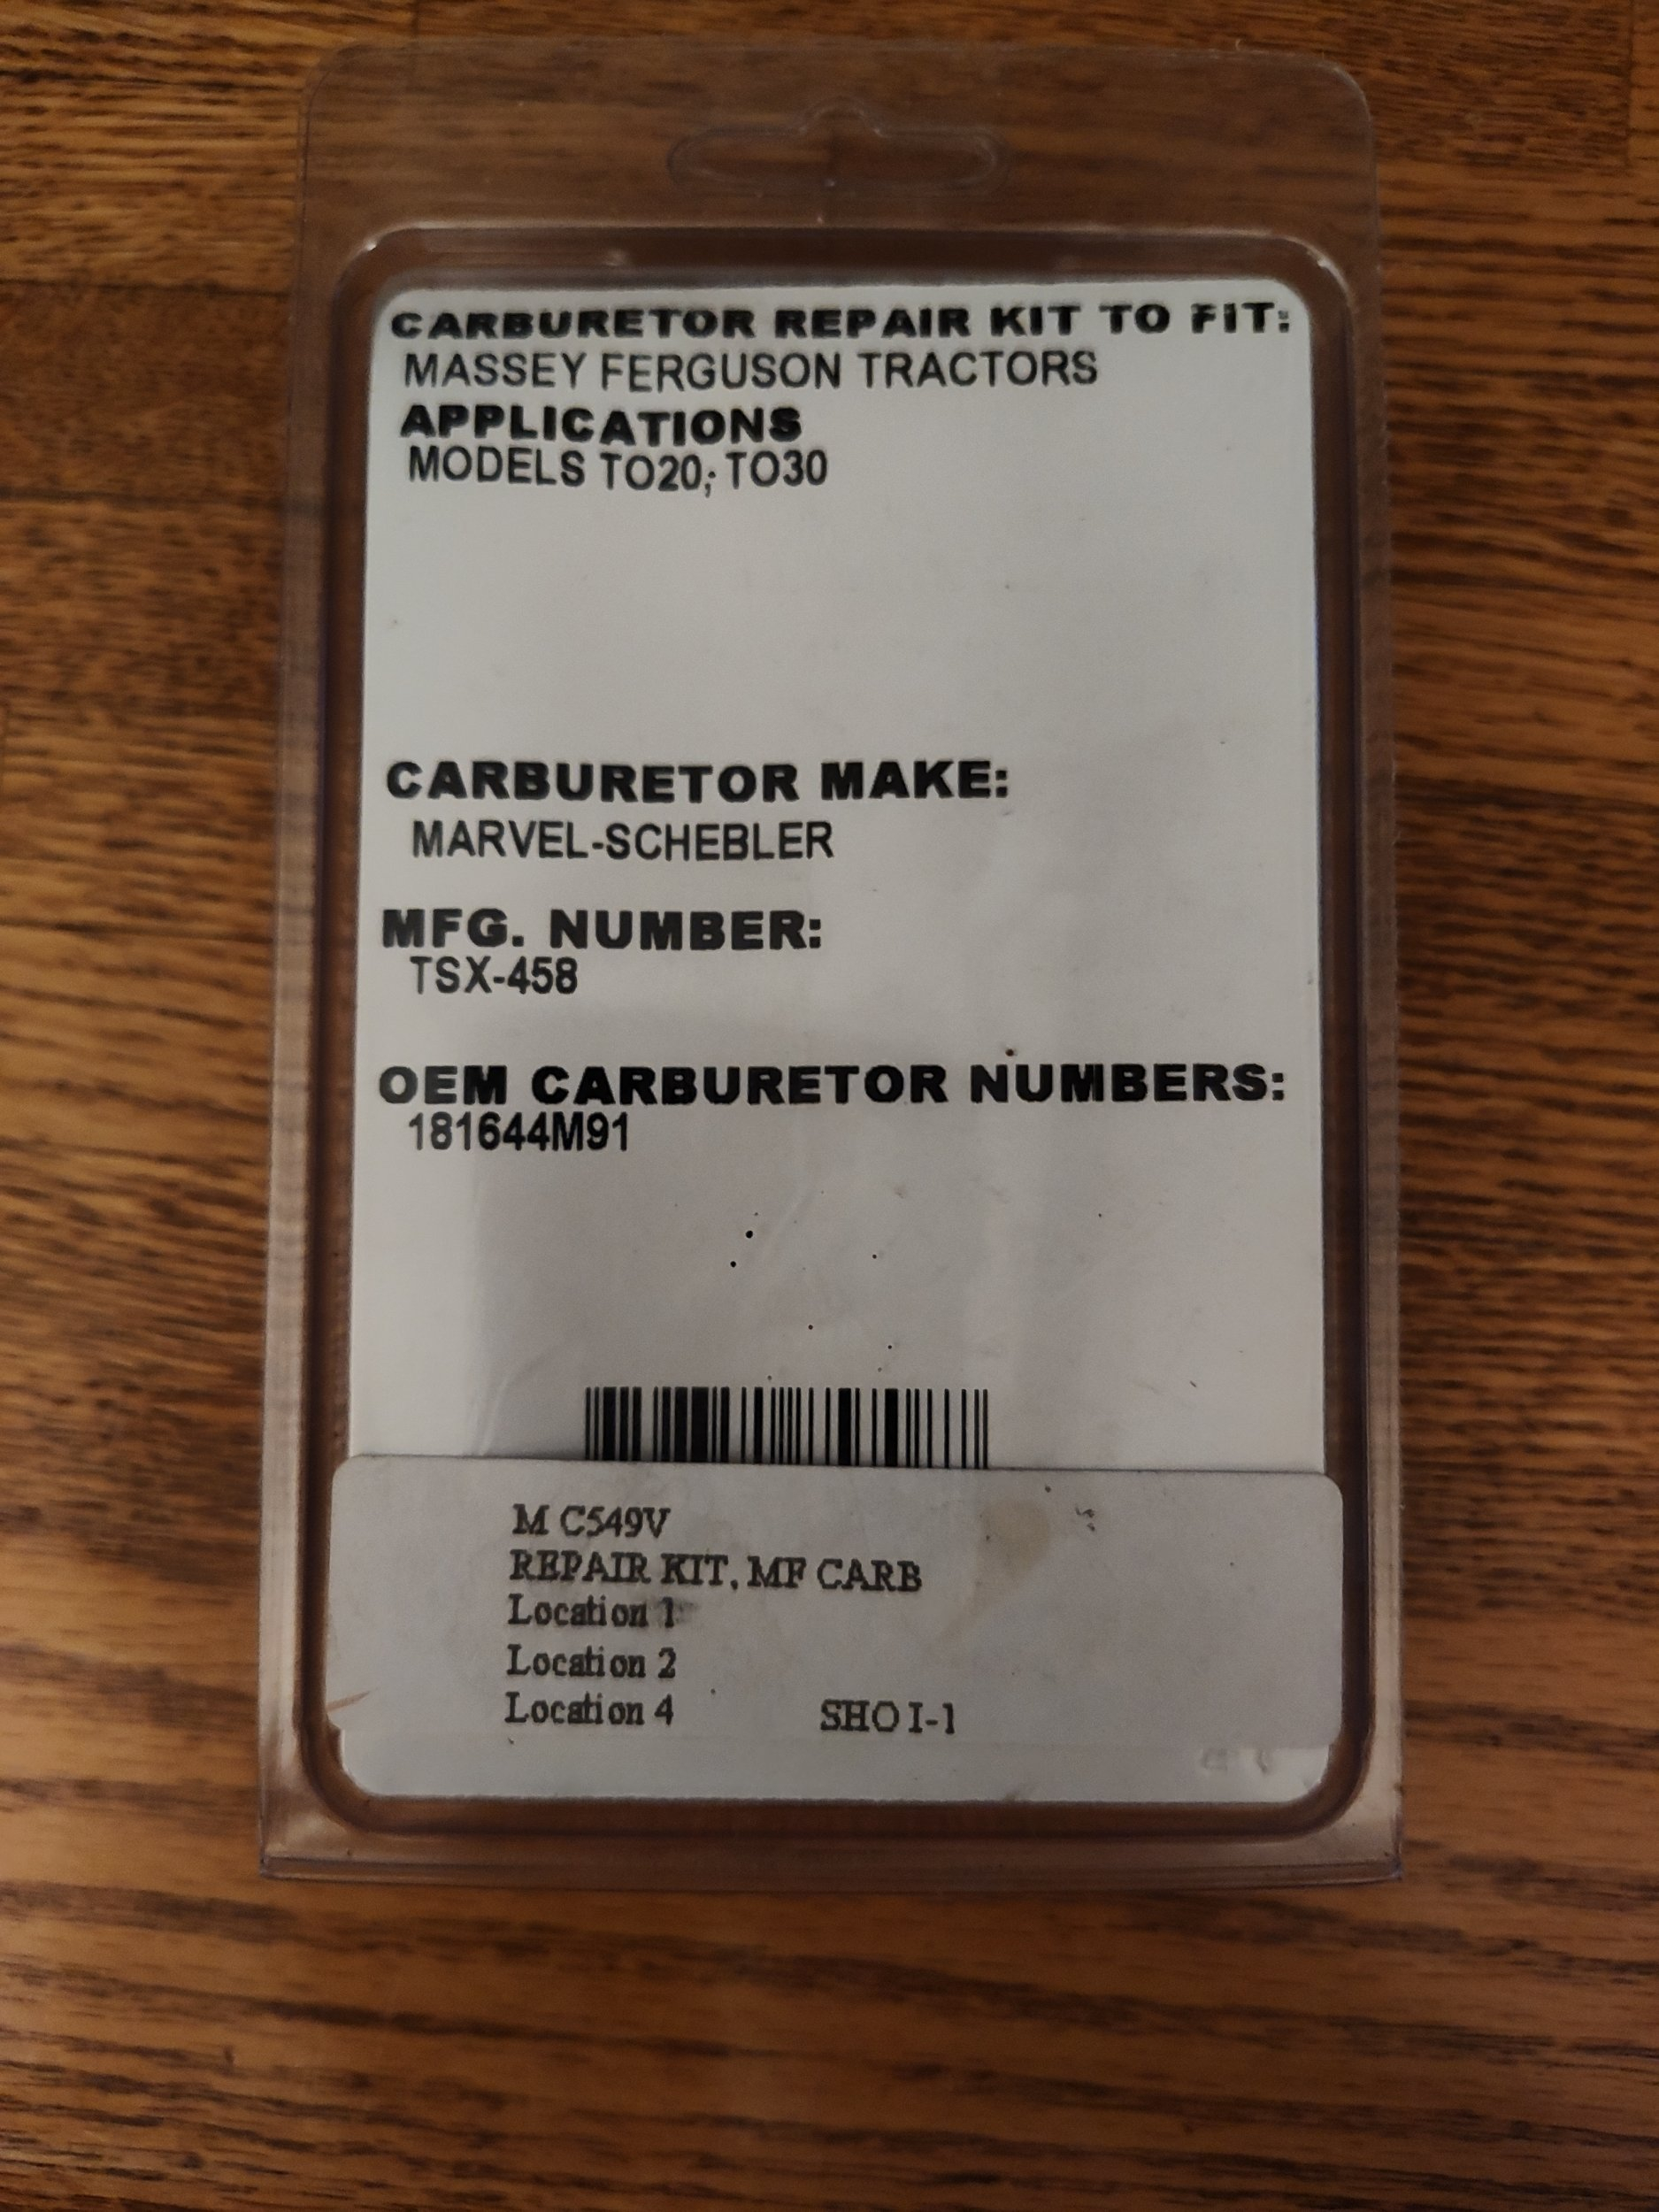 CARBURETOR REPAIR KIT TO FIT:
MASSEY FERGUSON TRACTORS
APPLICATIONS
MODELS TO20; TO30
CARBURETOR MAKE:
MARVEL-SCHEBLER
MFG. NUMBER:
TSX-458
OEM CARBURETOR NUMBERS:
181644M91
M C549V
REPAIR KIT, MF CARB
Location 1
Location 2
Location 4 SHO I-1